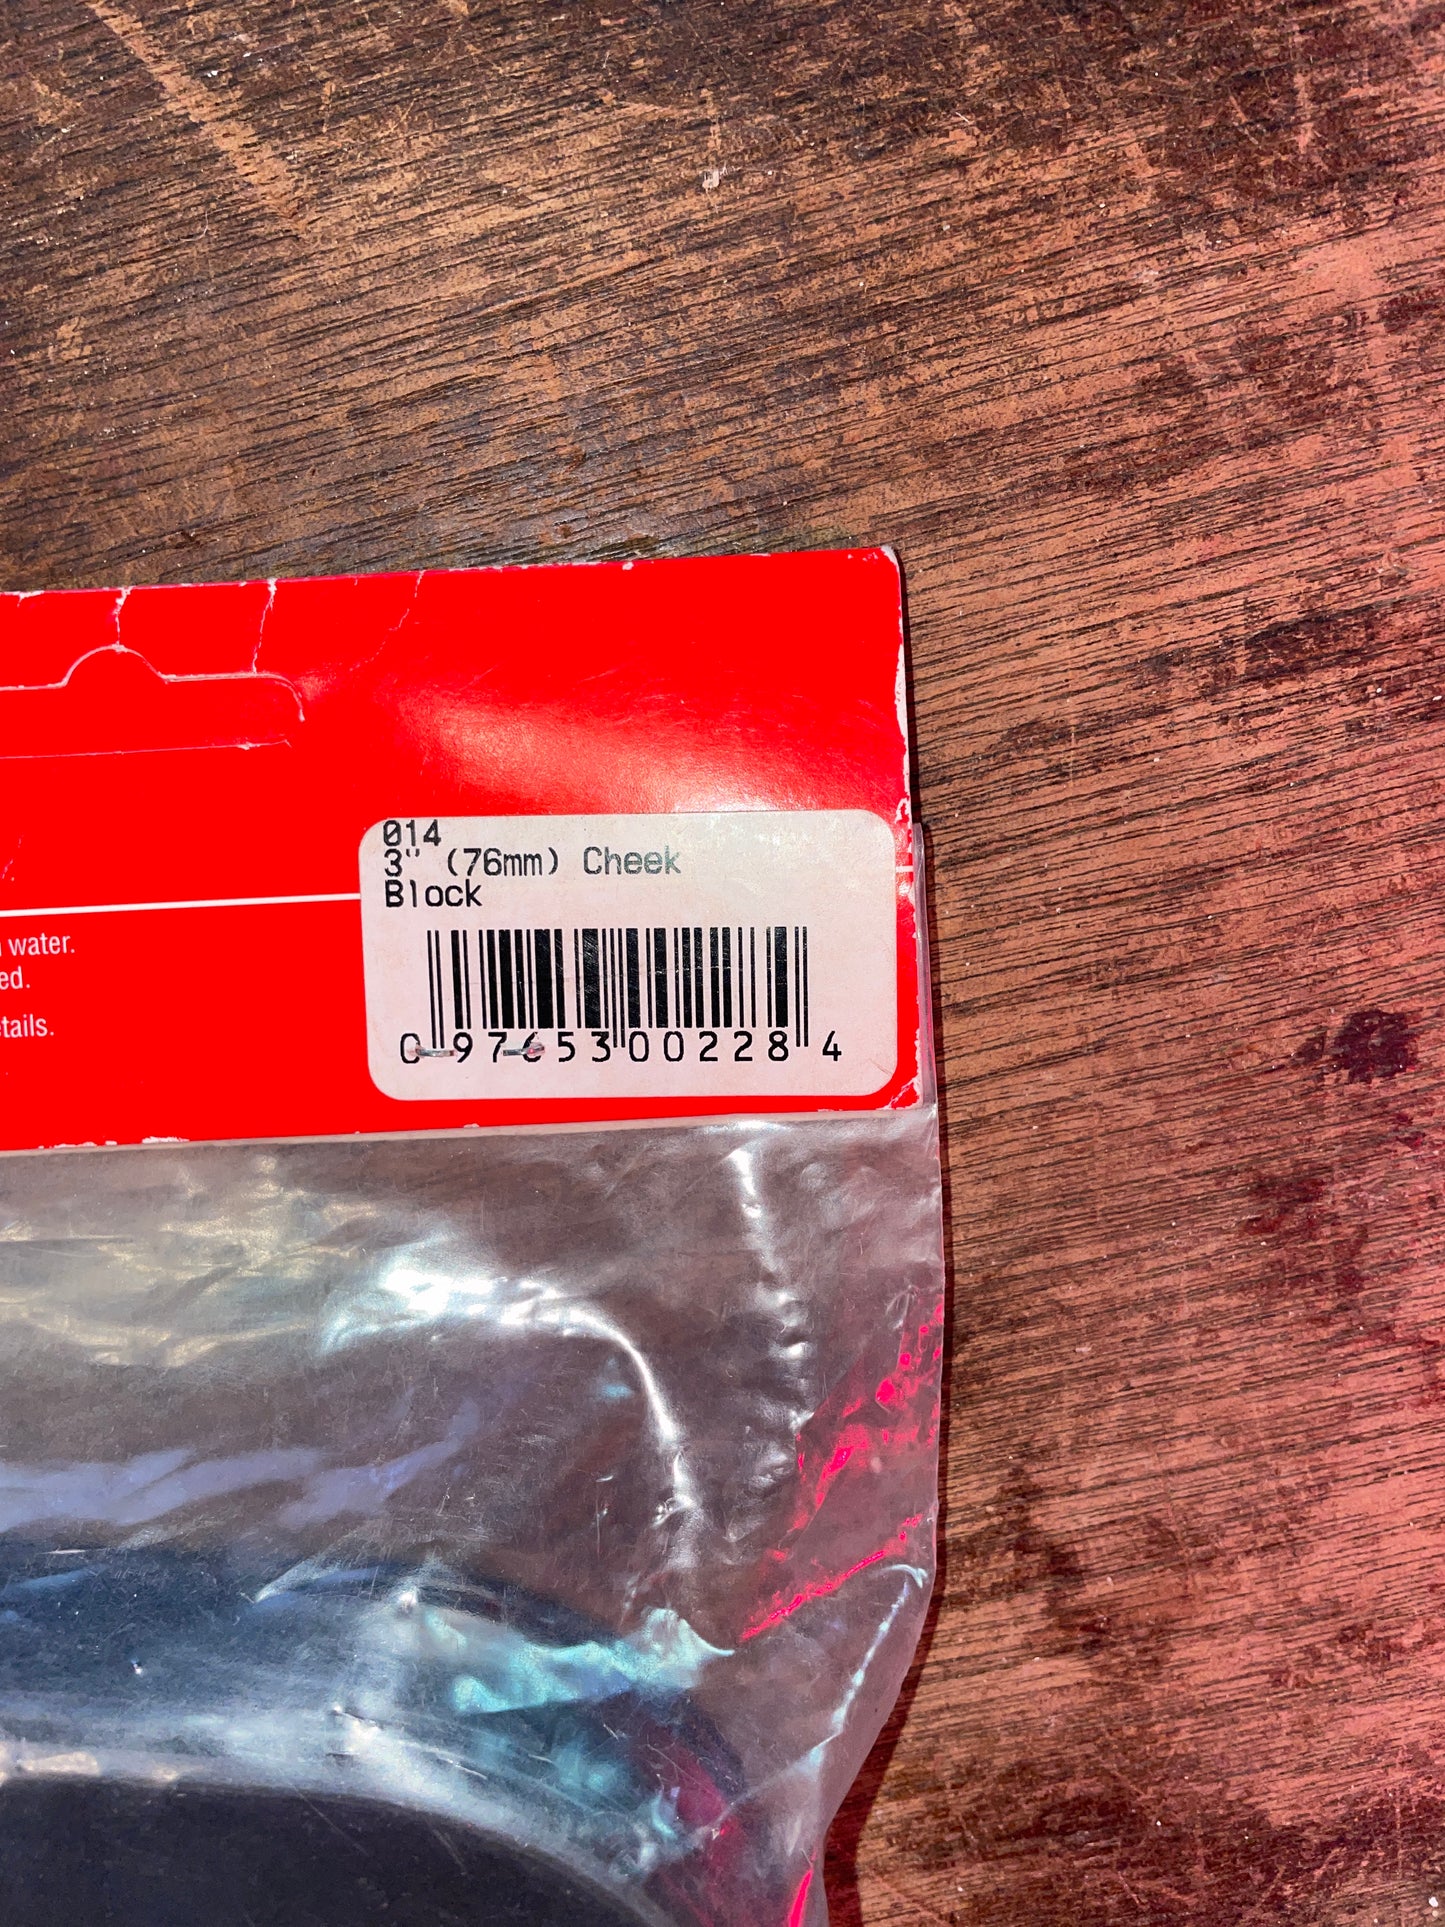 014
3" (76mm) Cheek
Block
water.
ed.
tails.
0 97653 00228 4